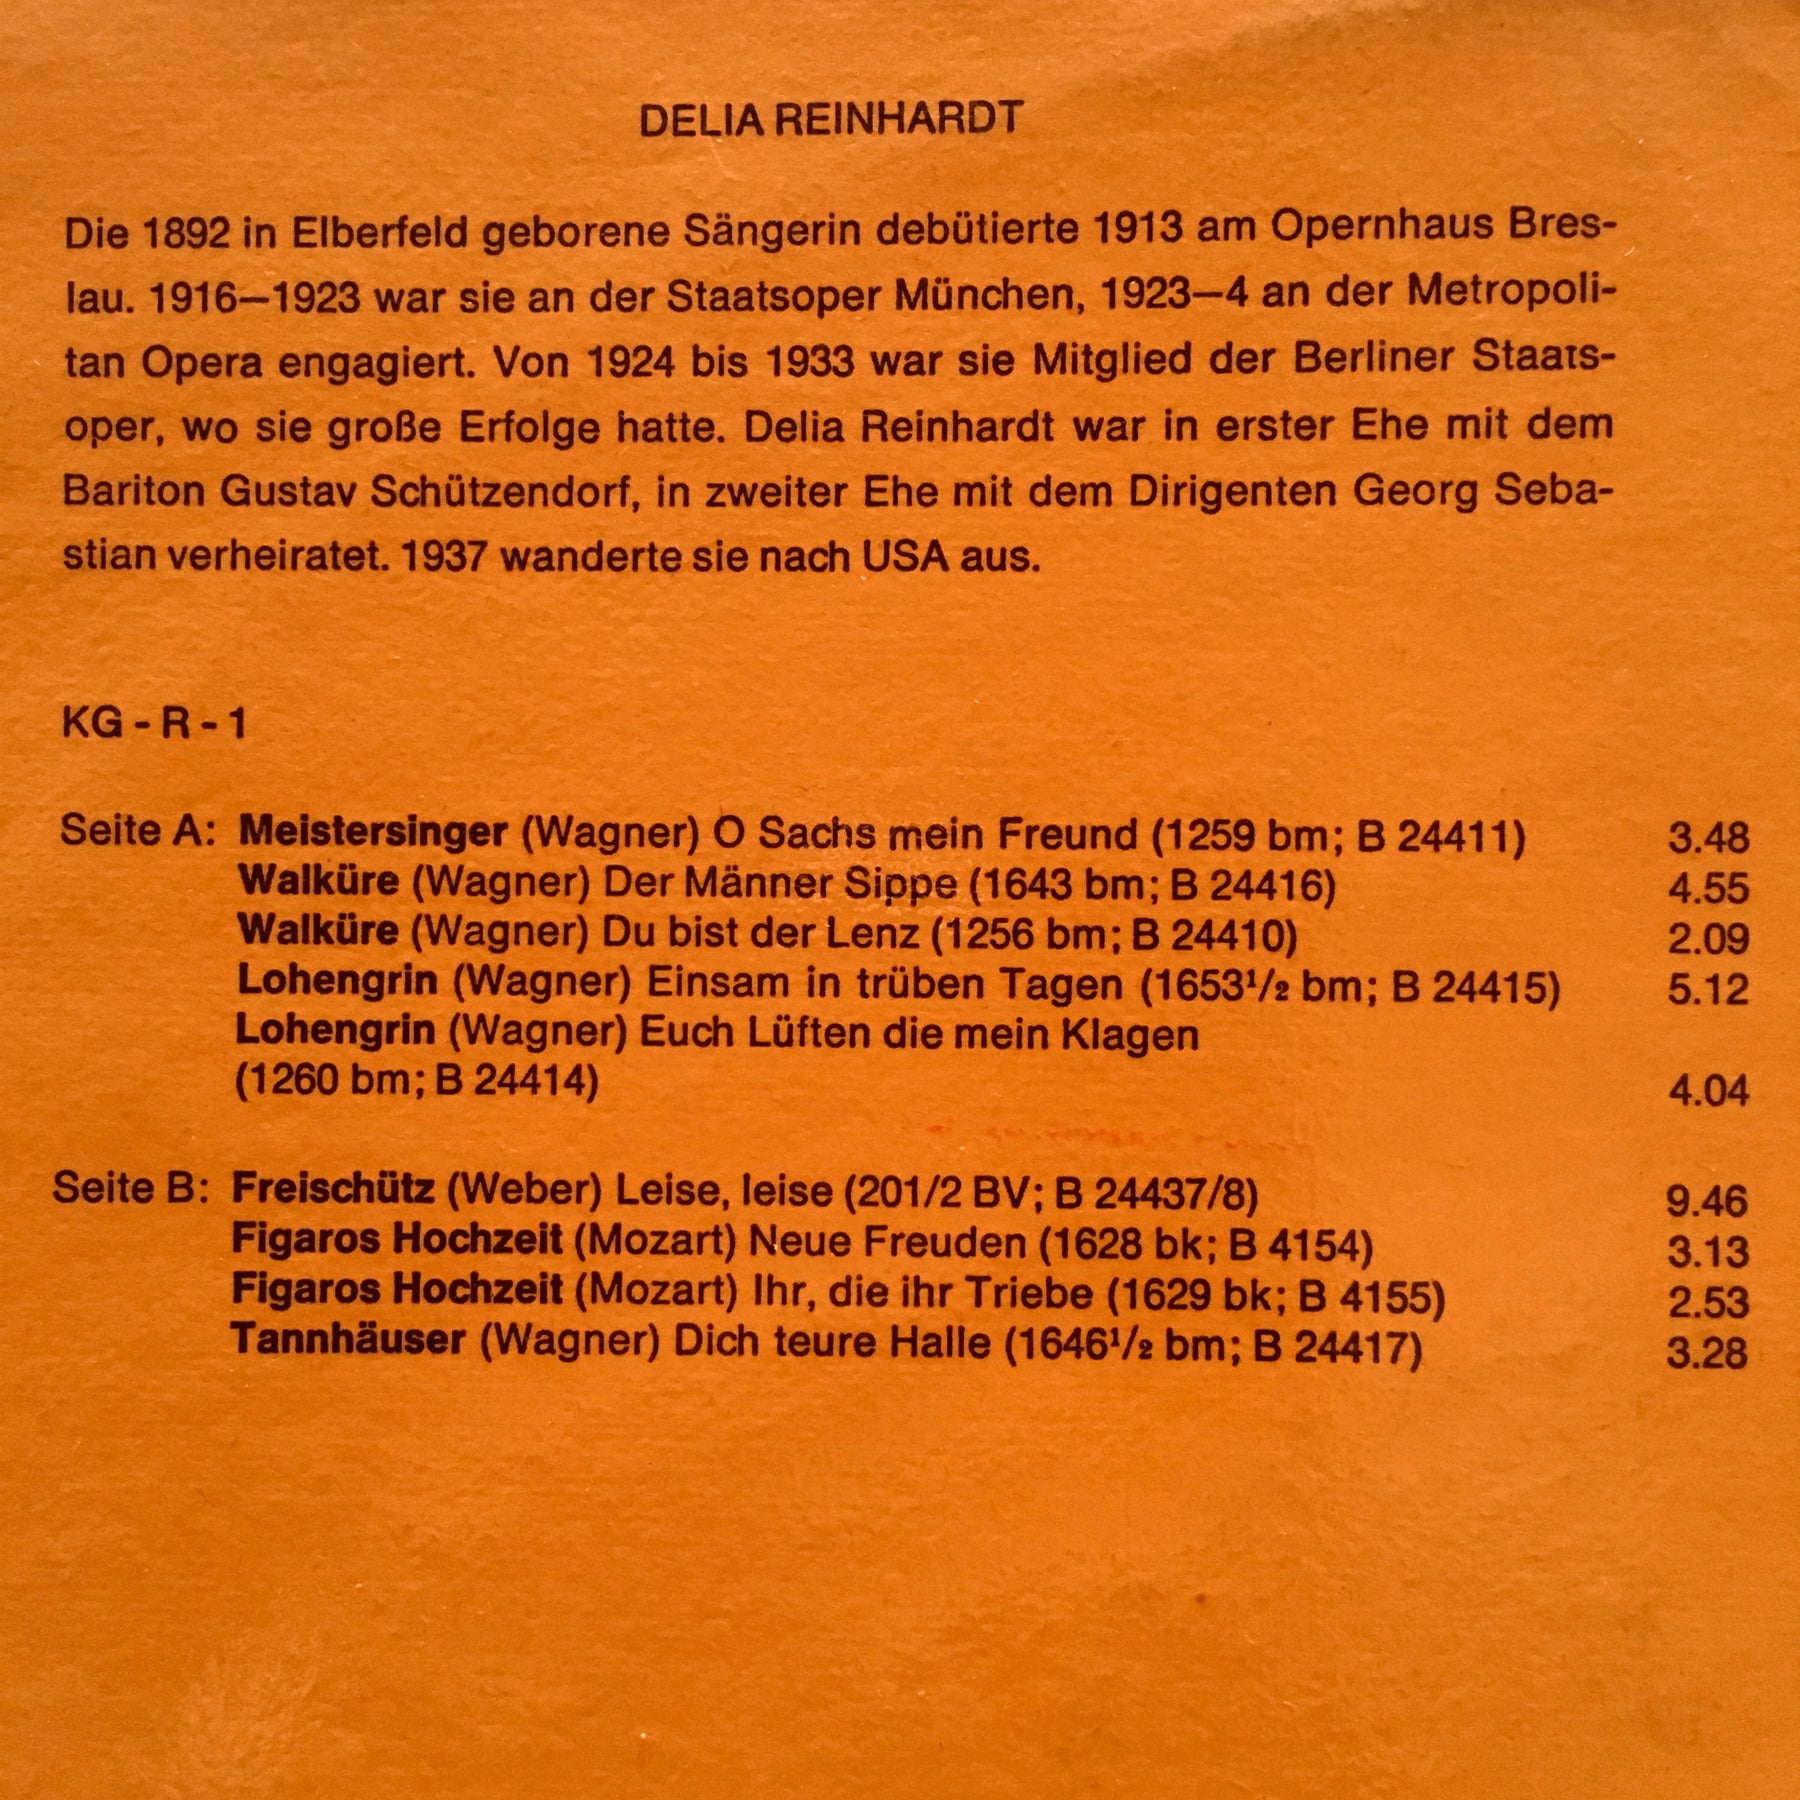 DELIA REINHARDT
Die 1892 in Elberfeld geborene Sängerin debütierte 1913 am Opernhaus Bres-
lau. 1916–1923 war sie an der Staatsoper München, 1923–4 an der Metropoli-
tan Opera engagiert. Von 1924 bis 1933 war sie Mitglied der Berliner Staats-
oper, wo sie große Erfolge hatte. Delia Reinhardt war in erster Ehe mit dem
Bariton Gustav Schützendorf, in zweiter Ehe mit dem Dirigenten Georg Seba-
stian verheiratet. 1937 wanderte sie nach USA aus.
KG - R - 1
Seite A: Meistersinger (Wagner) O Sachs mein Freund (1259 bm; B 24411) 3.48
Walküre (Wagner) Der Männer Sippe (1643 bm; B 24416) 4.55
Walküre (Wagner) Du bist der Lenz (1256 bm; B 24410) 2.09
Lohengrin (Wagner) Einsam in trüben Tagen (1653½ bm; B 24415) 5.12
Lohengrin (Wagner) Euch Lüften die mein Klagen
(1260 bm; B 24414) 4.04
Seite B: Freischütz (Weber) Leise, leise (201/2 BV; B 24437/8) 9.46
Figaros Hochzeit (Mozart) Neue Freuden (1628 bk; B 4154) 3.13
Figaros Hochzeit (Mozart) Ihr, die ihr Triebe (1629 bk; B 4155) 2.53
Tannhäuser (Wagner) Dich teure Halle (1646½ bm; B 24417) 3.28